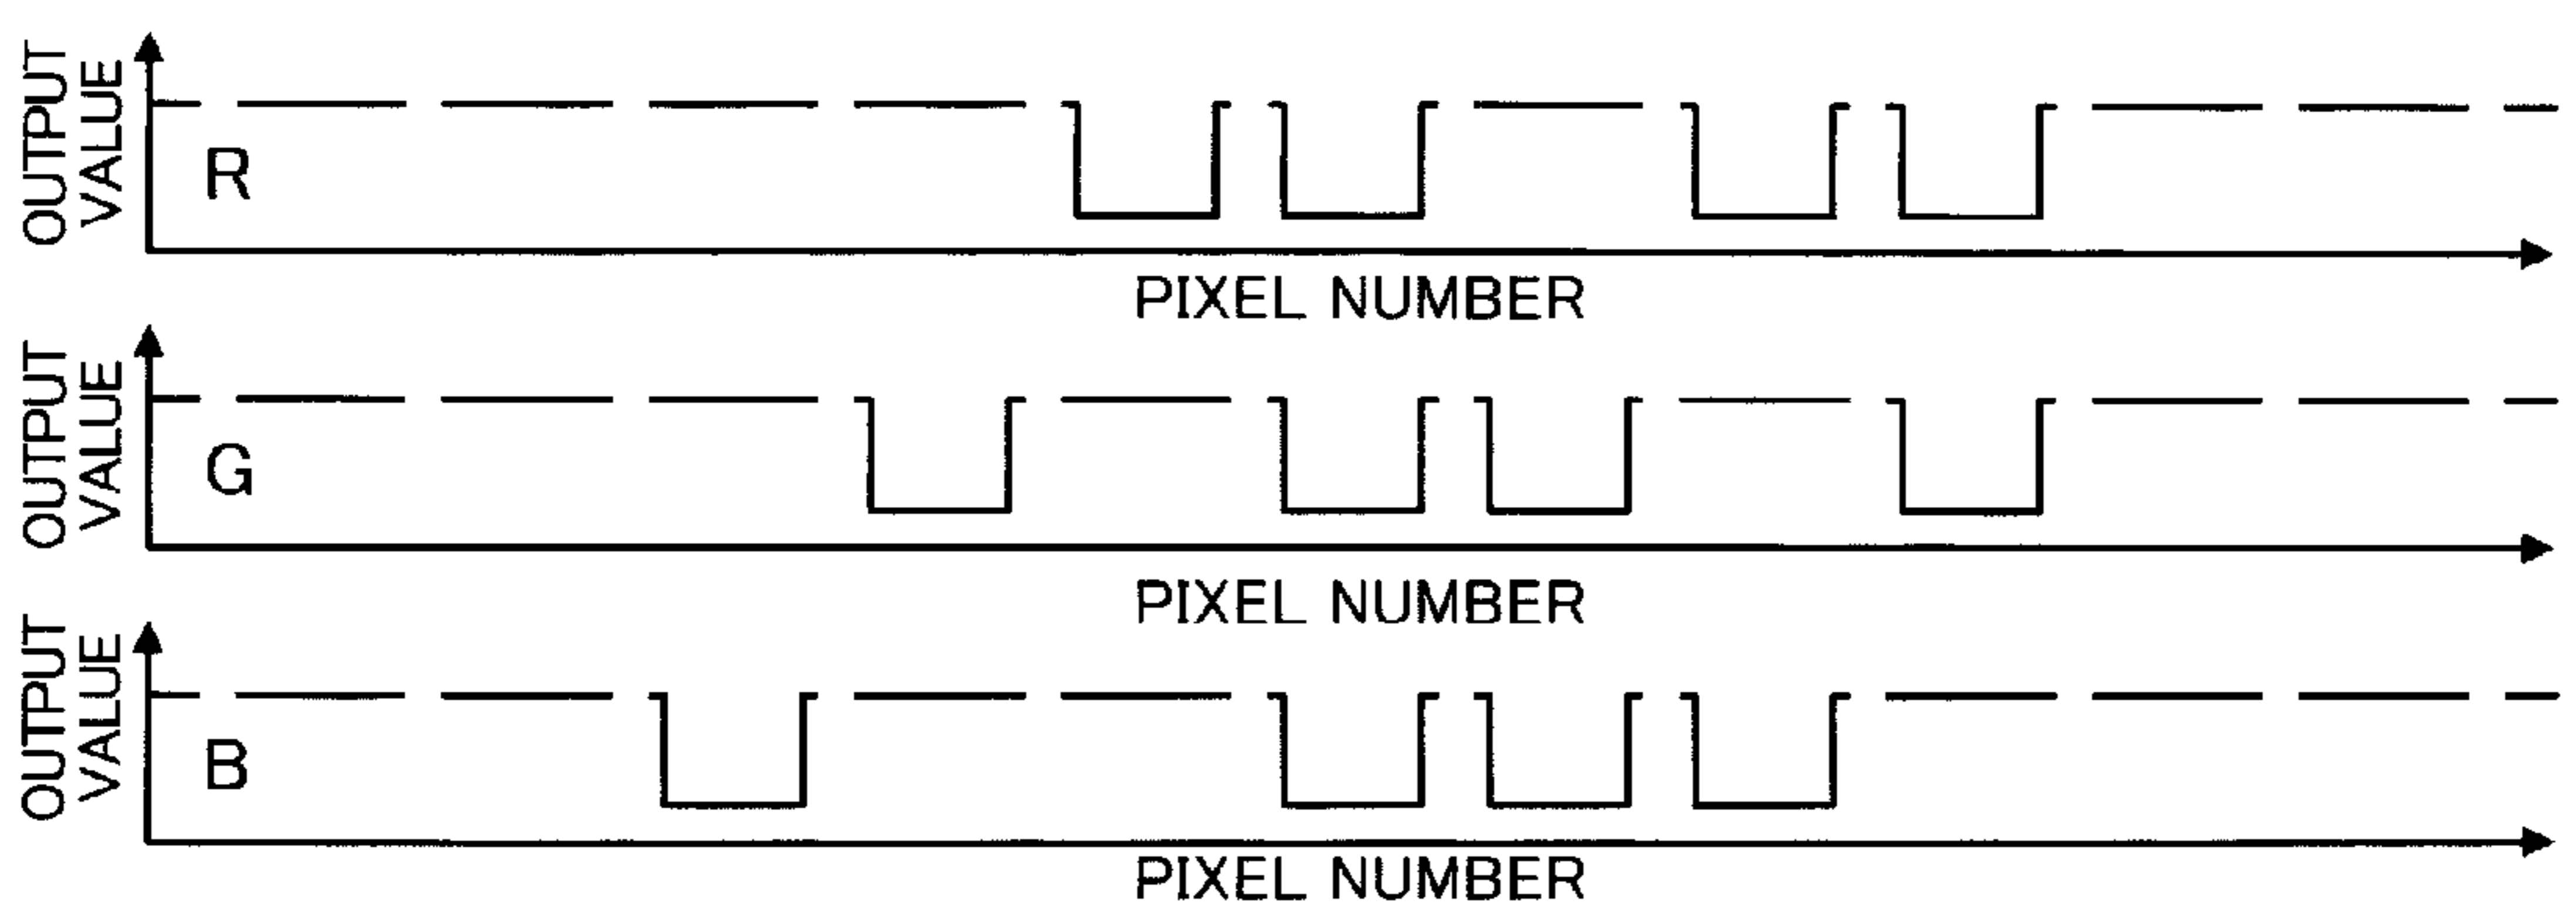 OUTPUT
VALUE
R
PIXEL NUMBER
OUTPUT
VALUE
G
PIXEL NUMBER
OUTPUT
VALUE
B
PIXEL NUMBER